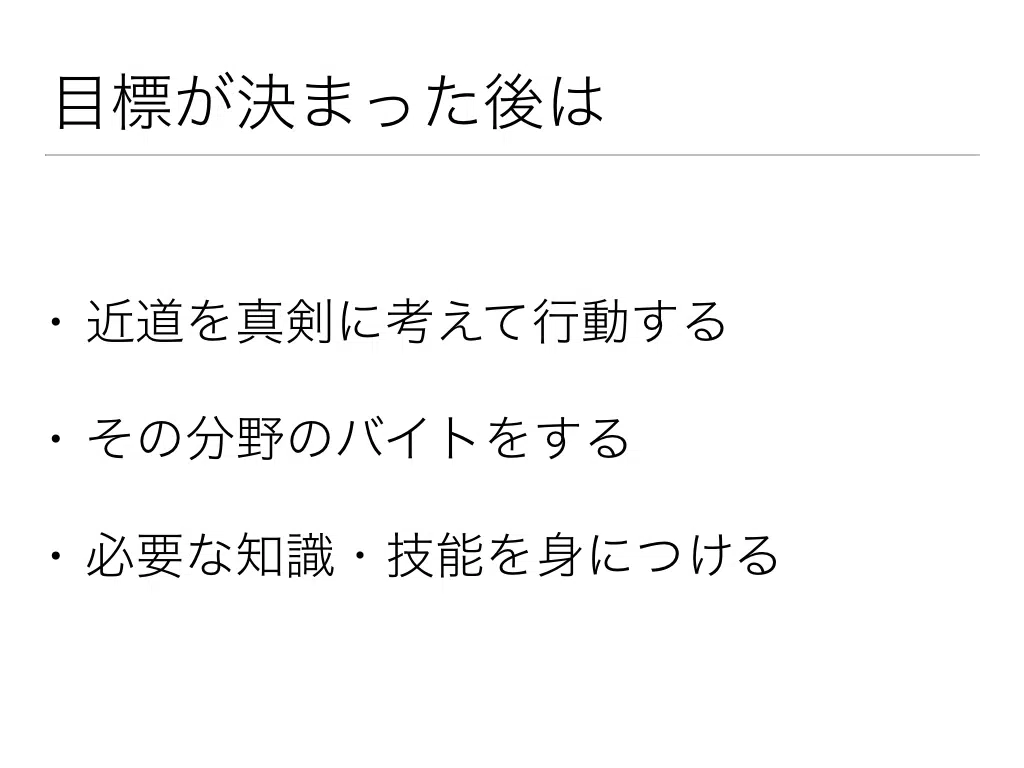 目標が決まった後は
・近道を真剣に考えて行動する
・その分野のバイトをする
・必要な知識・技能を身につける